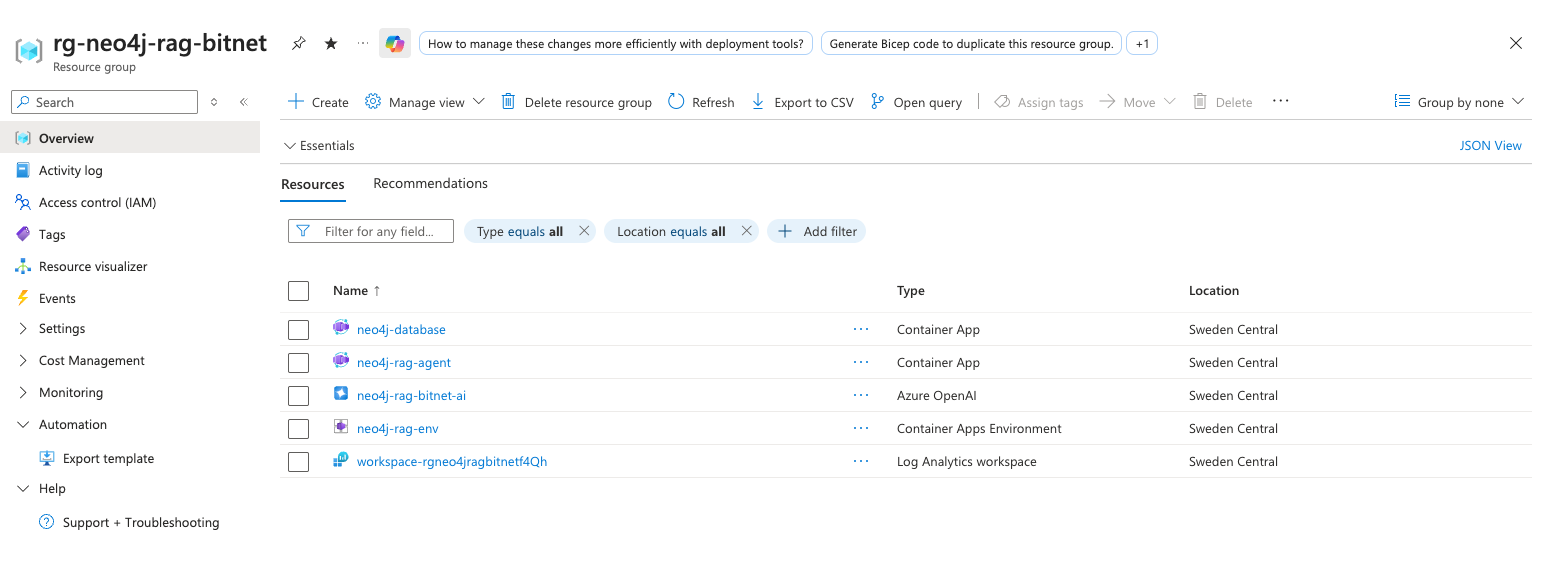 rg-neo4j-rag-bitnet
Resource group
How to manage these changes more efficiently with deployment tools?
Generate Bicep code to duplicate this resource group.
+1
Search
Create
Manage view
Delete resource group
Refresh
Export to CSV
Open query
Assign tags
Move
Delete
Group by none
Overview
Activity log
Access control (IAM)
Tags
Resource visualizer
Events
Settings
Cost Management
Monitoring
Automation
Export template
Help
Support + Troubleshooting
Essentials
JSON View
Resources Recommendations
Filter for any field...
Type equals all
Location equals all
Add filter
Name ↑ Type Location
neo4j-database ... Container App Sweden Central
neo4j-rag-agent ... Container App Sweden Central
neo4j-rag-bitnet-ai ... Azure OpenAI Sweden Central
neo4j-rag-env ... Container Apps Environment Sweden Central
workspace-rgneo4jragbitnetf4Qh ... Log Analytics workspace Sweden Central